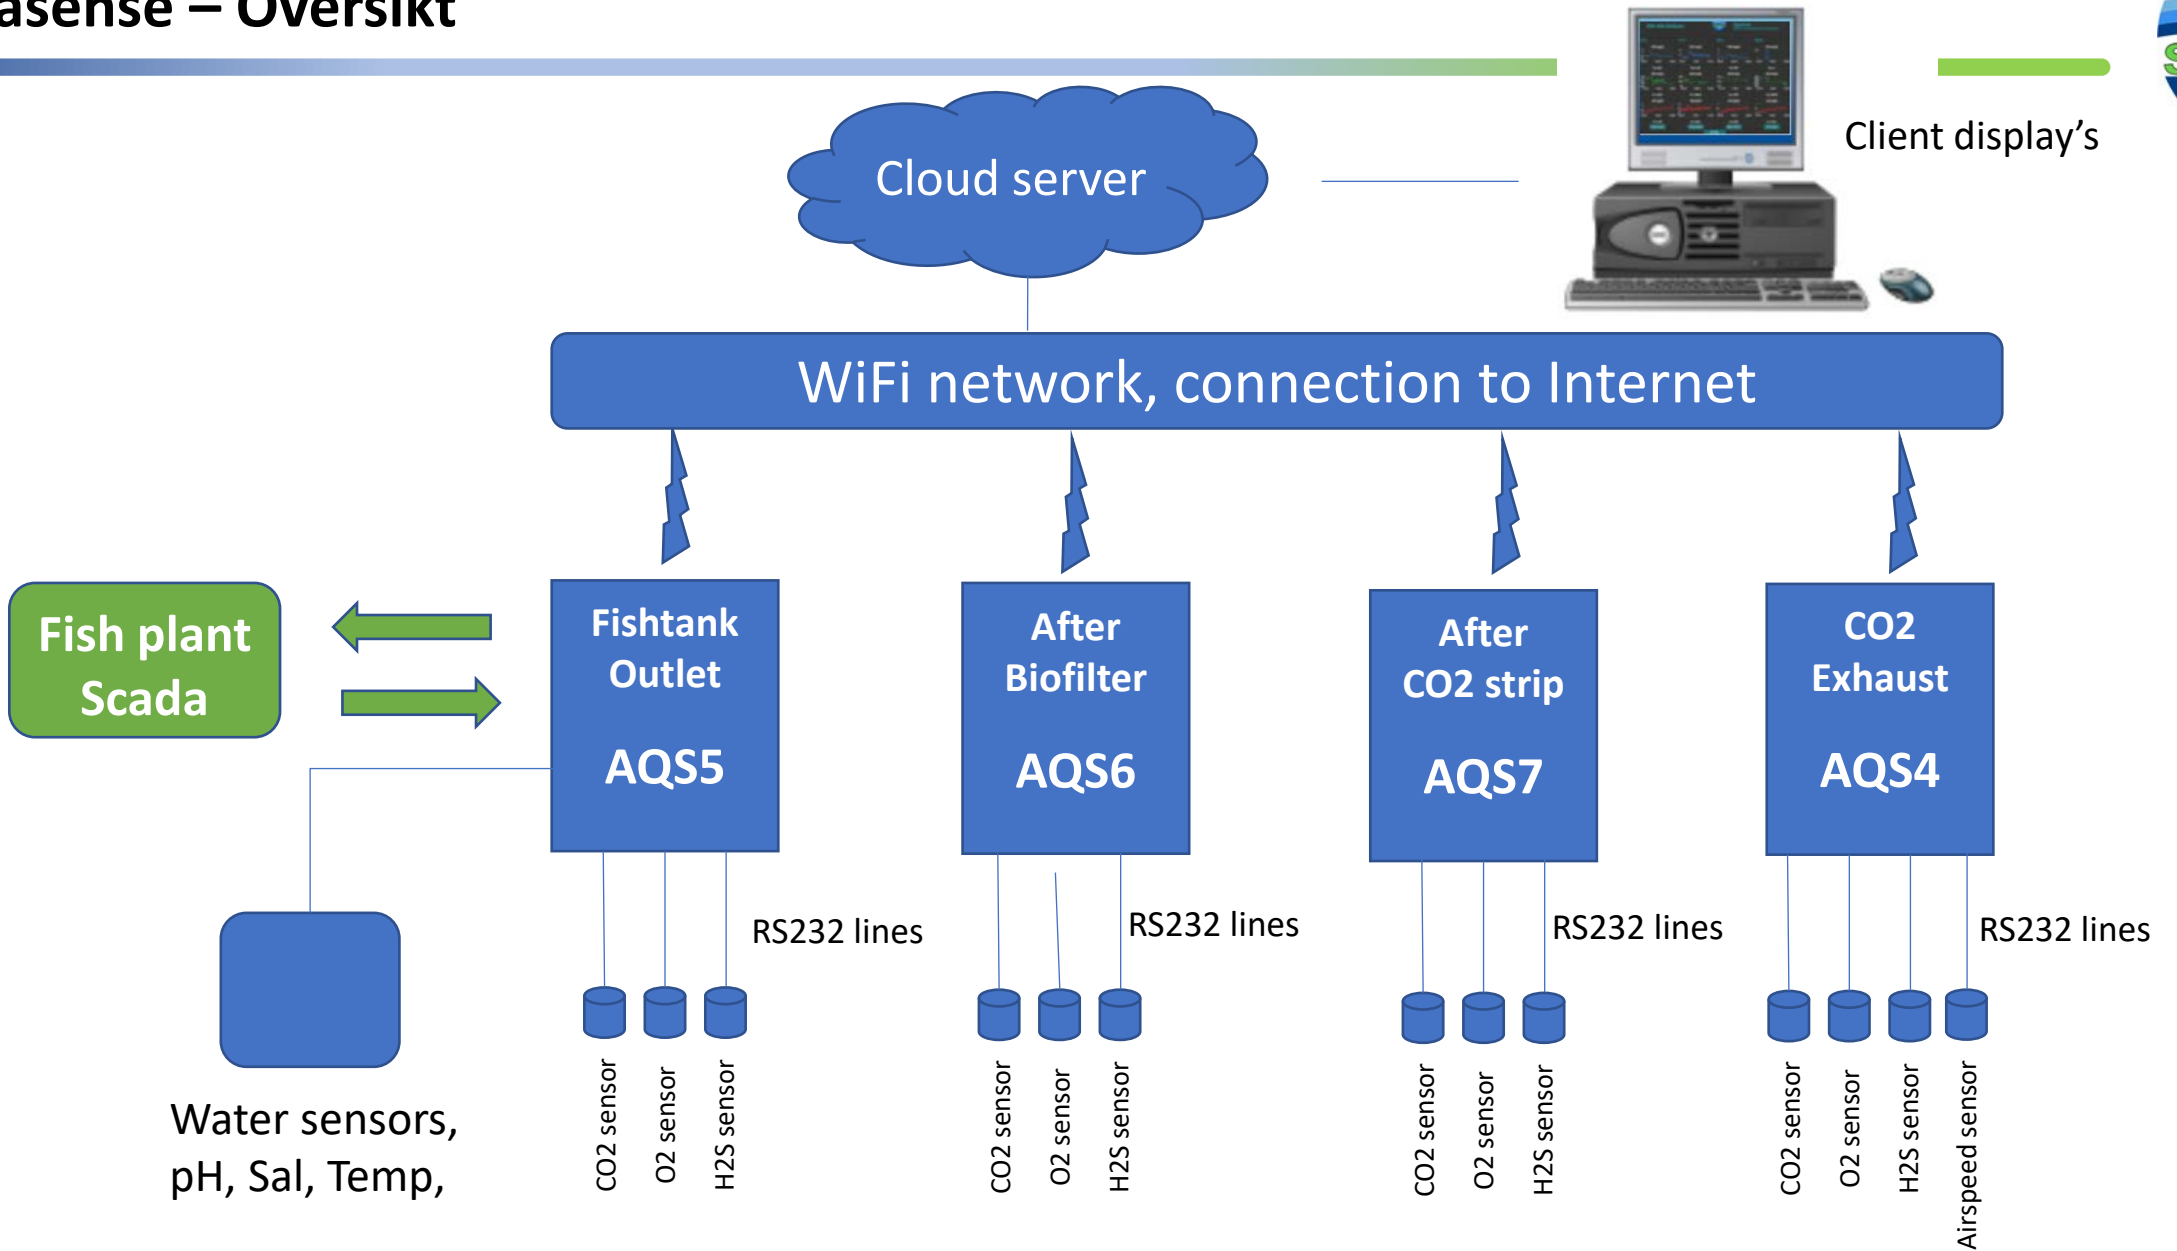 asense – Oversikt
Client display’s
Cloud server
WiFi network, connection to Internet
Fish plant
Scada
Fishtank
Outlet
AQS5
After
Biofilter
AQS6
After
CO2 strip
AQS7
CO2
Exhaust
AQS4
RS232 lines
RS232 lines
RS232 lines
RS232 lines
Water sensors,
pH, Sal, Temp,
CO2 sensor
O2 sensor
H2S sensor
CO2 sensor
O2 sensor
H2S sensor
CO2 sensor
O2 sensor
H2S sensor
CO2 sensor
O2 sensor
H2S sensor
Airspeed sensor